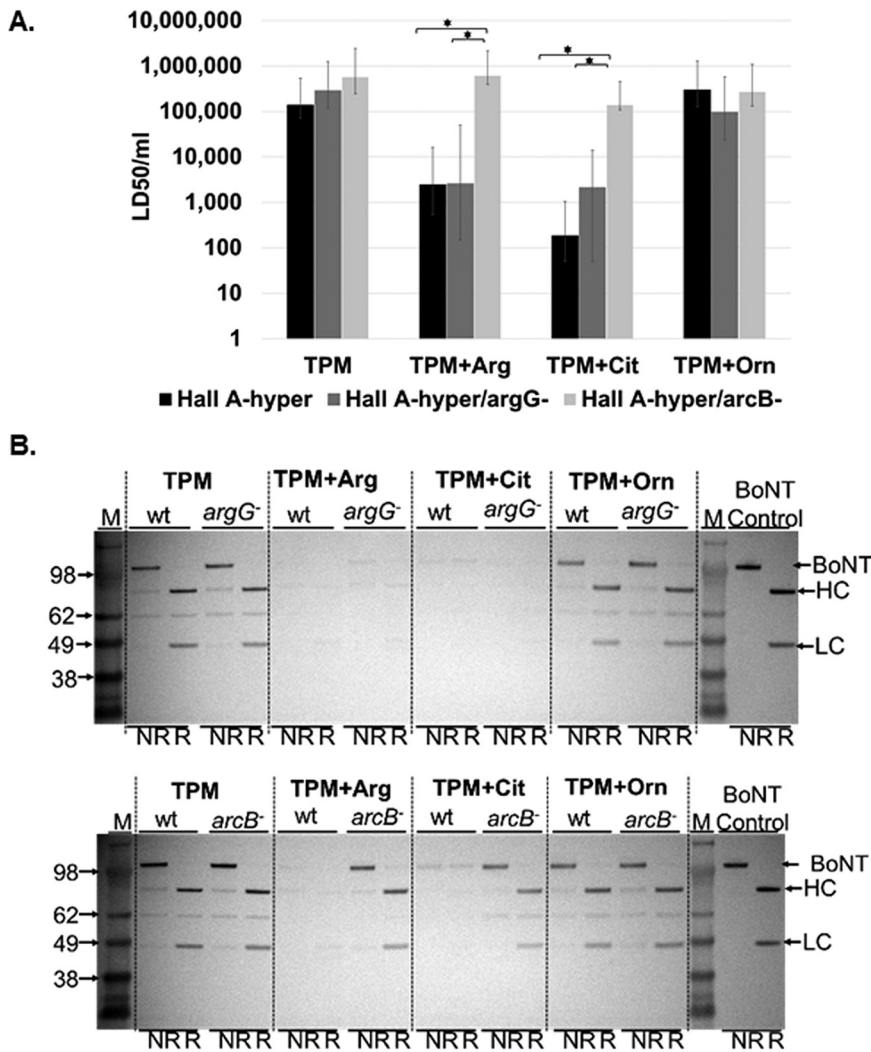 A.
10,000,000
1,000,000
100,000
10,000
1,000
100
10
1
LD50/ml
* * * *
TPM TPM+Arg TPM+Cit TPM+Orn
Hall A-hyper Hall A-hyper/argG- Hall A-hyper/arcB-
B.
TPM TPM+Arg TPM+Cit TPM+Orn BoNT
M wt argG- wt argG- wt argG- wt argG- M Control
98 BoNT
HC
62
49 LC
38
NR R NR R NR R NR R NR R NR R NR R NR R NR R
TPM TPM+Arg TPM+Cit TPM+Orn BoNT
M wt arcB- wt arcB- wt arcB- wt arcB- M Control
98 BoNT
HC
62
49 LC
38
NR R NR R NR R NR R NR R NR R NR R NR R NR R